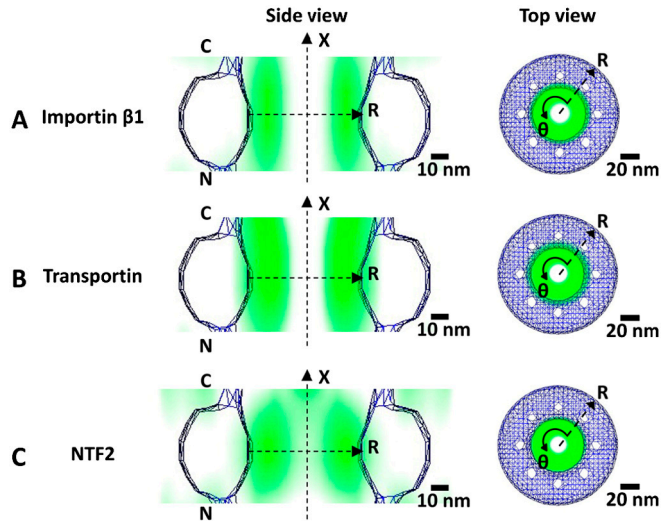 Side view
Top view
C
X
R
A
Importin β1
R
θ
N
10 nm
20 nm
C
X
R
B
Transportin
R
θ
N
10 nm
20 nm
C
X
R
C
NTF2
R
θ
N
10 nm
20 nm